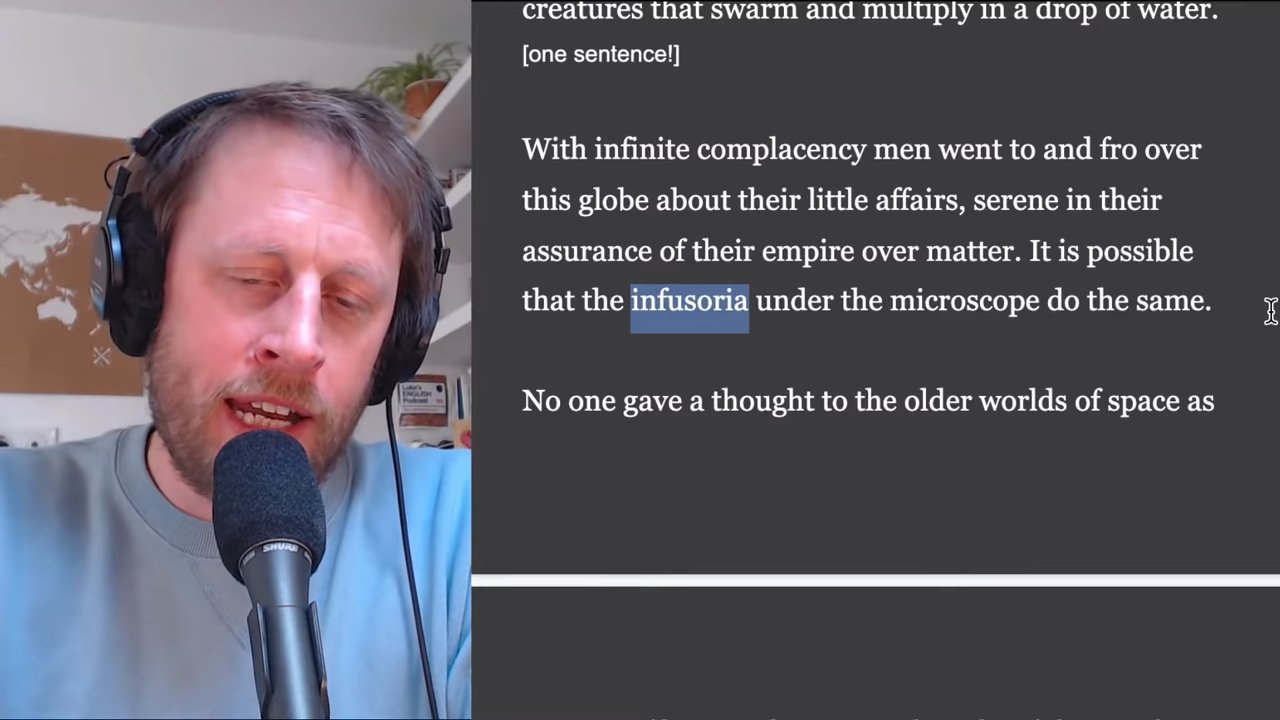 creatures that swarm and multiply in a drop of water.
[one sentence!]
With infinite complacency men went to and fro over
this globe about their little affairs, serene in their
assurance of their empire over matter. It is possible
that the infusoria under the microscope do the same.
No one gave a thought to the older worlds of space as
Luke's
ENGLISH
Podcast
SHURE